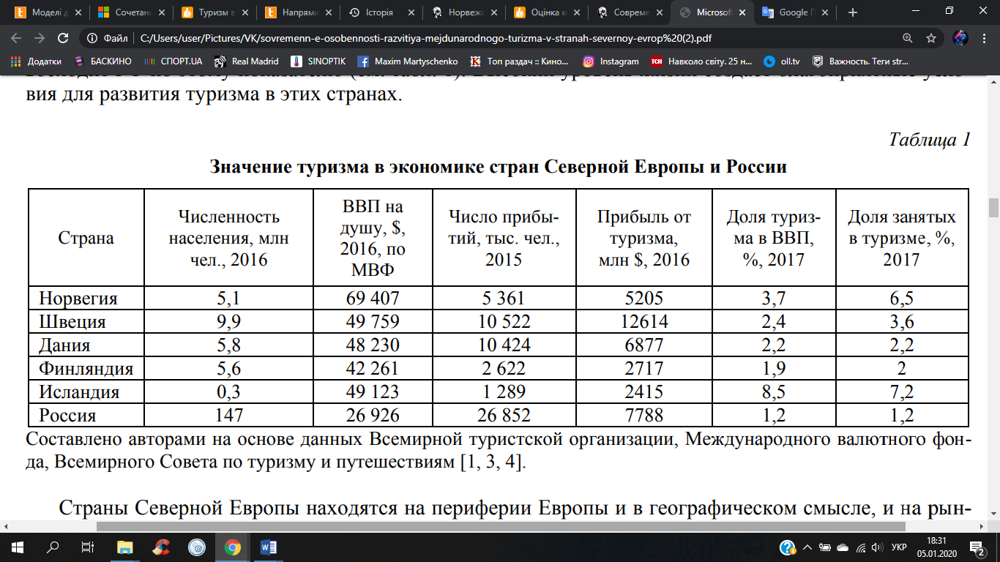 Моделі д
Сочетан
Туризм в
Напрями
Історія
Норвежс
Оцінка к
Совреме
Microsof
Google П
Файл | C:/Users/user/Pictures/VK/sovremenn-e-osobennosti-razvitiya-mejdunarodnogo-turizma-v-stranah-severnoy-evrop%20(2).pdf
Додатки БАСКИНО СПОРТ.UA Real Madrid SINOPTIK Maxim Martyschenko Топ раздач :: Кино... Instagram Навколо світу. 25 н... oll.tv Важность. Теги str...
вия для развития туризма в этих странах.
Таблица 1
Значение туризма в экономике стран Северной Европы и России
Страна
Численность
населения, млн
чел., 2016
ВВП на
душу, $,
2016, по
МВФ
Число прибы-
тий, тыс. чел.,
2015
Прибыль от
туризма,
млн $, 2016
Доля туриз-
ма в ВВП,
%, 2017
Доля занятых
в туризме, %,
2017
Норвегия 5,1 69 407 5 361 5205 3,7 6,5
Швеция 9,9 49 759 10 522 12614 2,4 3,6
Дания 5,8 48 230 10 424 6877 2,2 2,2
Финляндия 5,6 42 261 2 622 2717 1,9 2
Исландия 0,3 49 123 1 289 2415 8,5 7,2
Россия 147 26 926 26 852 7788 1,2 1,2
Составлено авторами на основе данных Всемирной туристской организации, Международного валютного фон-
да, Всемирного Совета по туризму и путешествиям [1, 3, 4].
Страны Северной Европы находятся на периферии Европы и в географическом смысле, и на рын-
УКР
18:31
05.01.2020
2